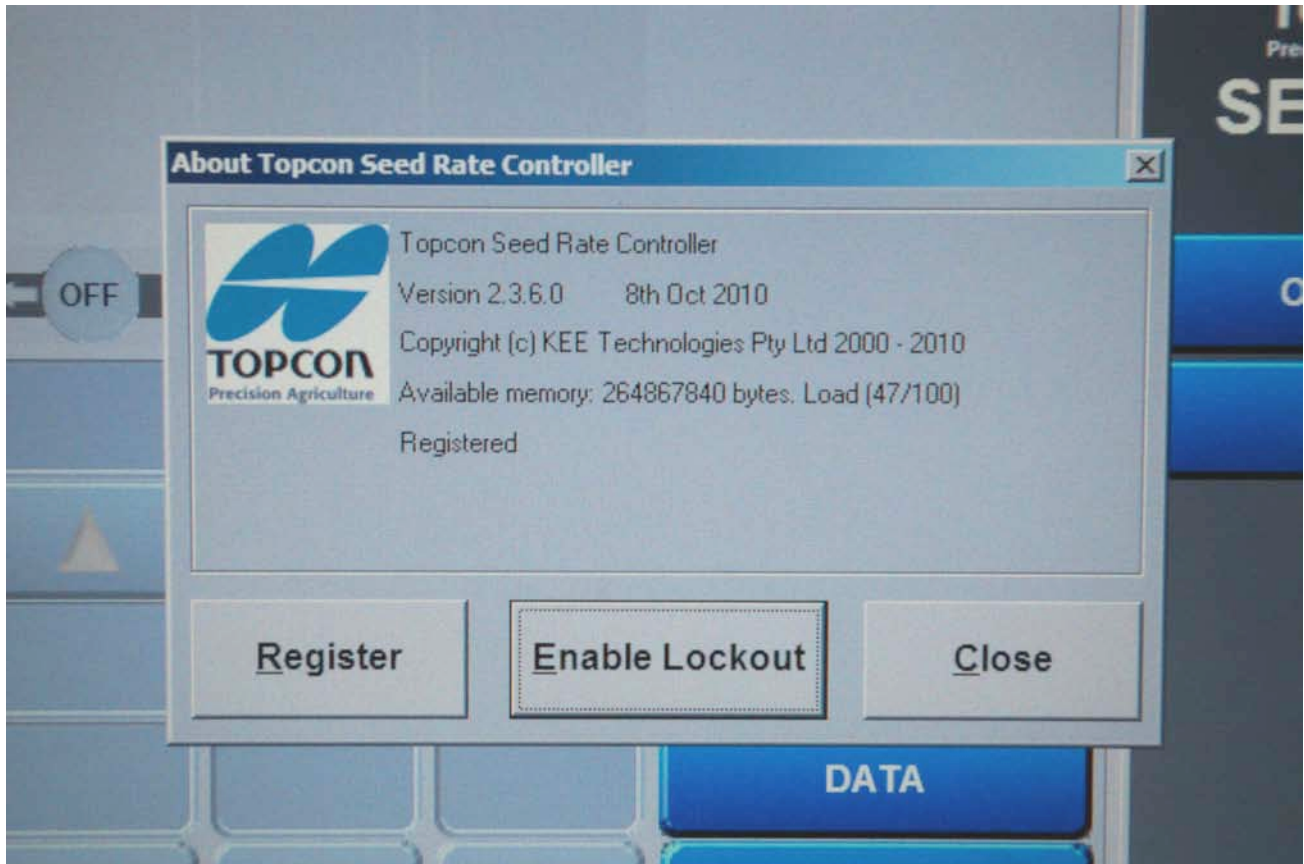 Pre
SE
About Topcon Seed Rate Controller
Topcon Seed Rate Controller
Version 2.3.6.0 8th Oct 2010
OFF
Copyright (c) KEE Technologies Pty Ltd 2000 - 2010
TOPCON
Precision Agriculture
Available memory: 264867840 bytes. Load (47/100)
Registered
Register
Enable Lockout
Close
DATA